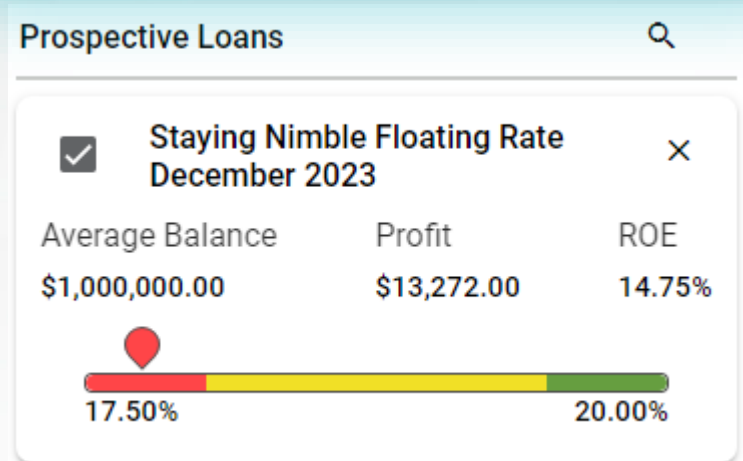 Prospective Loans
Staying Nimble Floating Rate
December 2023
Average Balance Profit ROE
$1,000,000.00 $13,272.00 14.75%
17.50% 20.00%